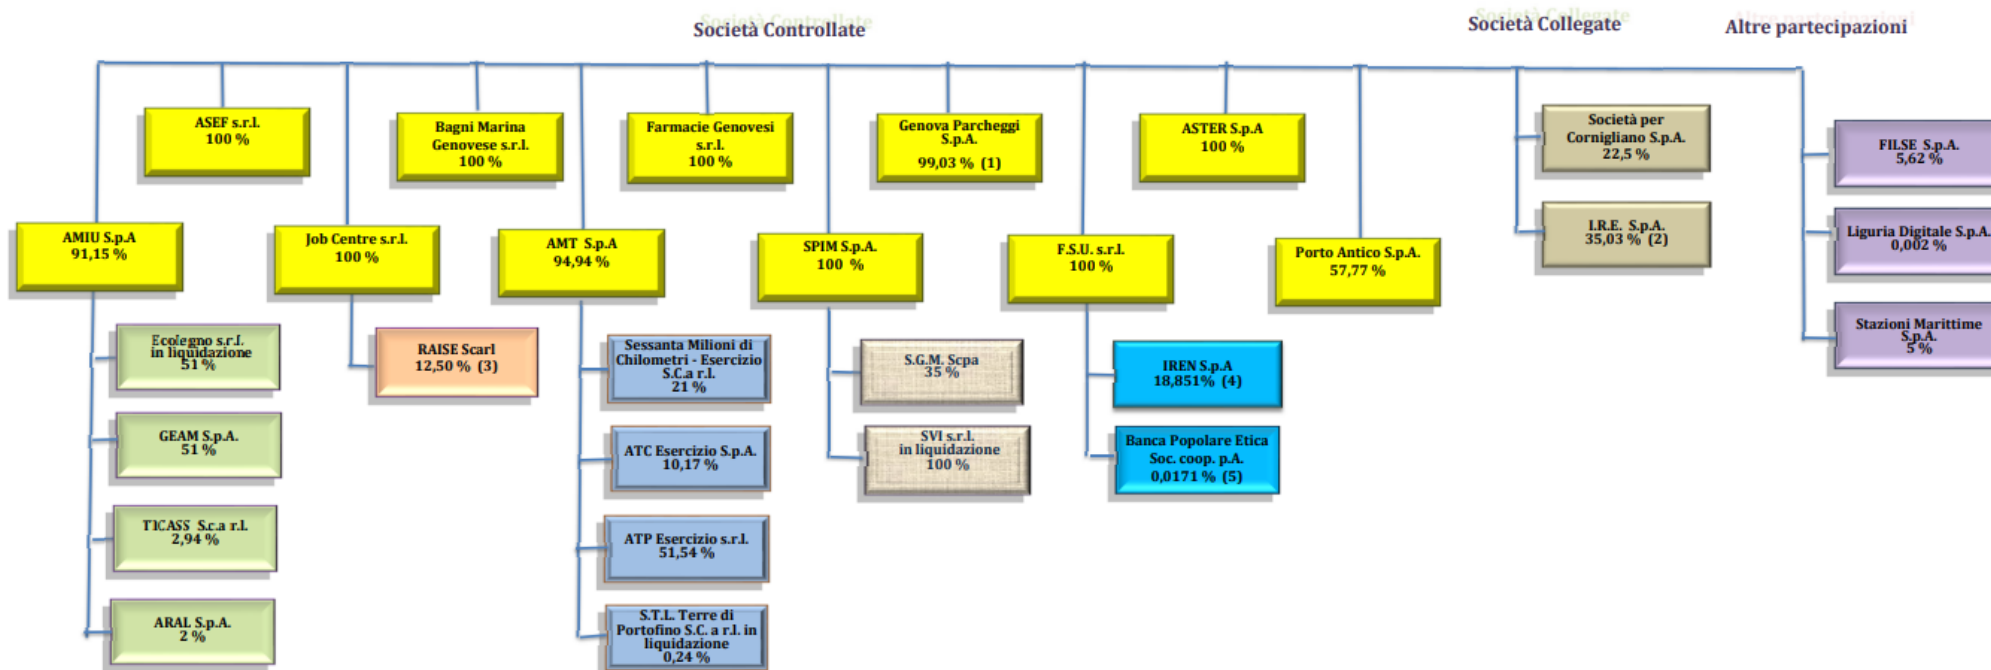 Società Controllate
Società Collegate
Altre partecipazioni
ASEF s.r.l.
100 %
Bagni Marina
Genovese s.r.l.
100 %
Farmacie Genovesi
s.r.l.
100 %
Genova Parcheggi
S.p.A.
99,03 % (1)
ASTER S.p.A
100 %
Società per
Cornigliano S.p.A.
22,5 %
FILSE S.p.A.
5,62 %
AMIU S.p.A
91,15 %
Job Centre s.r.l.
100 %
AMT S.p.A
94,94 %
SPIM S.p.A.
100 %
F.S.U. s.r.l.
100 %
Porto Antico S.p.A.
57,77 %
I.R.E. S.p.A.
35,03 % (2)
Liguria Digitale S.p.A.
0,002 %
Stazioni Marittime
S.p.A.
5 %
Ecolegno s.r.l.
in liquidazione
51 %
RAISE Scarl
12,50 % (3)
Sessanta Milioni di
Chilometri - Esercizio
S.C.a r.l.
21 %
S.G.M. Scpa
35 %
IREN S.p.A
18,851% (4)
GEAM S.p.A.
51 %
ATC Esercizio S.p.A.
10,17 %
SVI s.r.l.
in liquidazione
100 %
Banca Popolare Etica
Soc. coop. p.A.
0,0171 % (5)
TICASS S.c.a r.l.
2,94 %
ATP Esercizio s.r.l.
51,54 %
ARAL S.p.A.
2 %
S.T.L. Terre di
Portofino S.C. a r.l. in
liquidazione
0,24 %